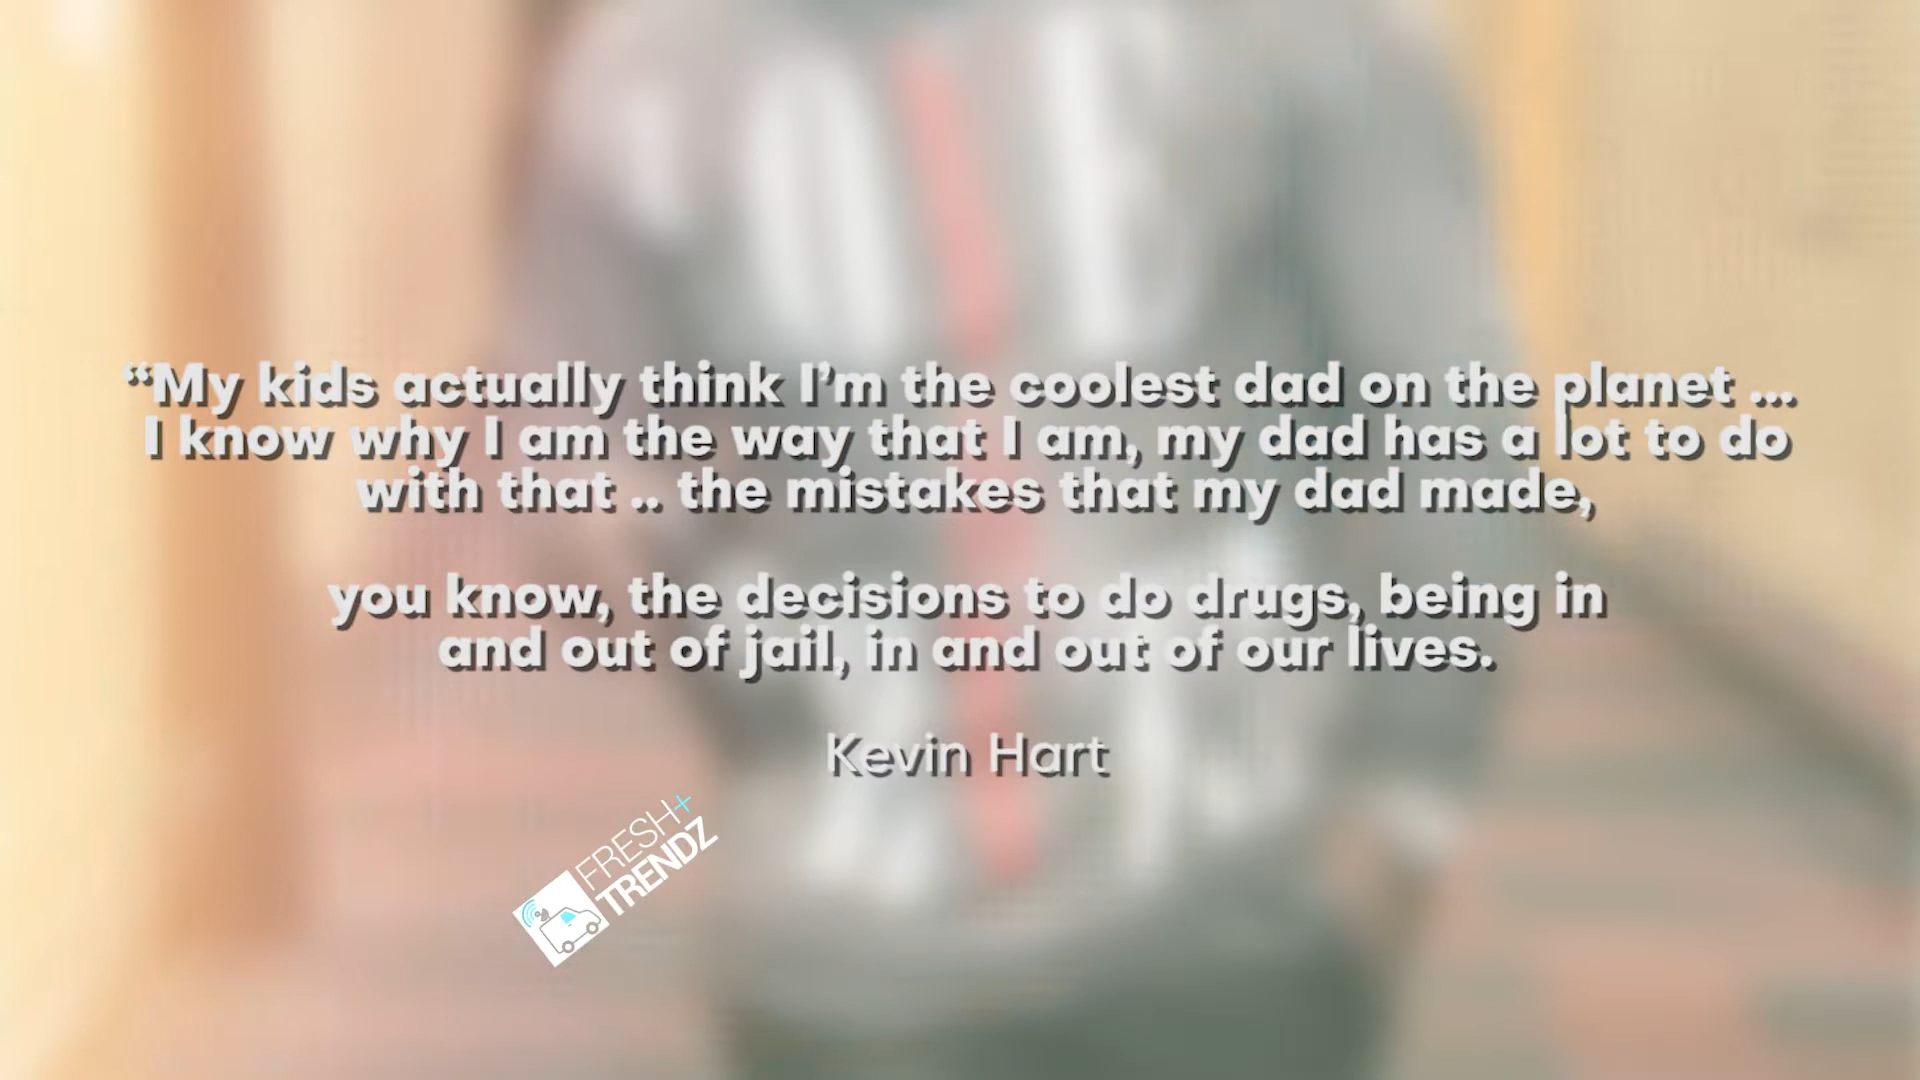 “My kids actually think I’m the coolest dad on the planet ...
I know why I am the way that I am, my dad has a lot to do
with that .. the mistakes that my dad made,
you know, the decisions to do drugs, being in
and out of jail, in and out of our lives.
Kevin Hart
FRESH+
TRENDZ